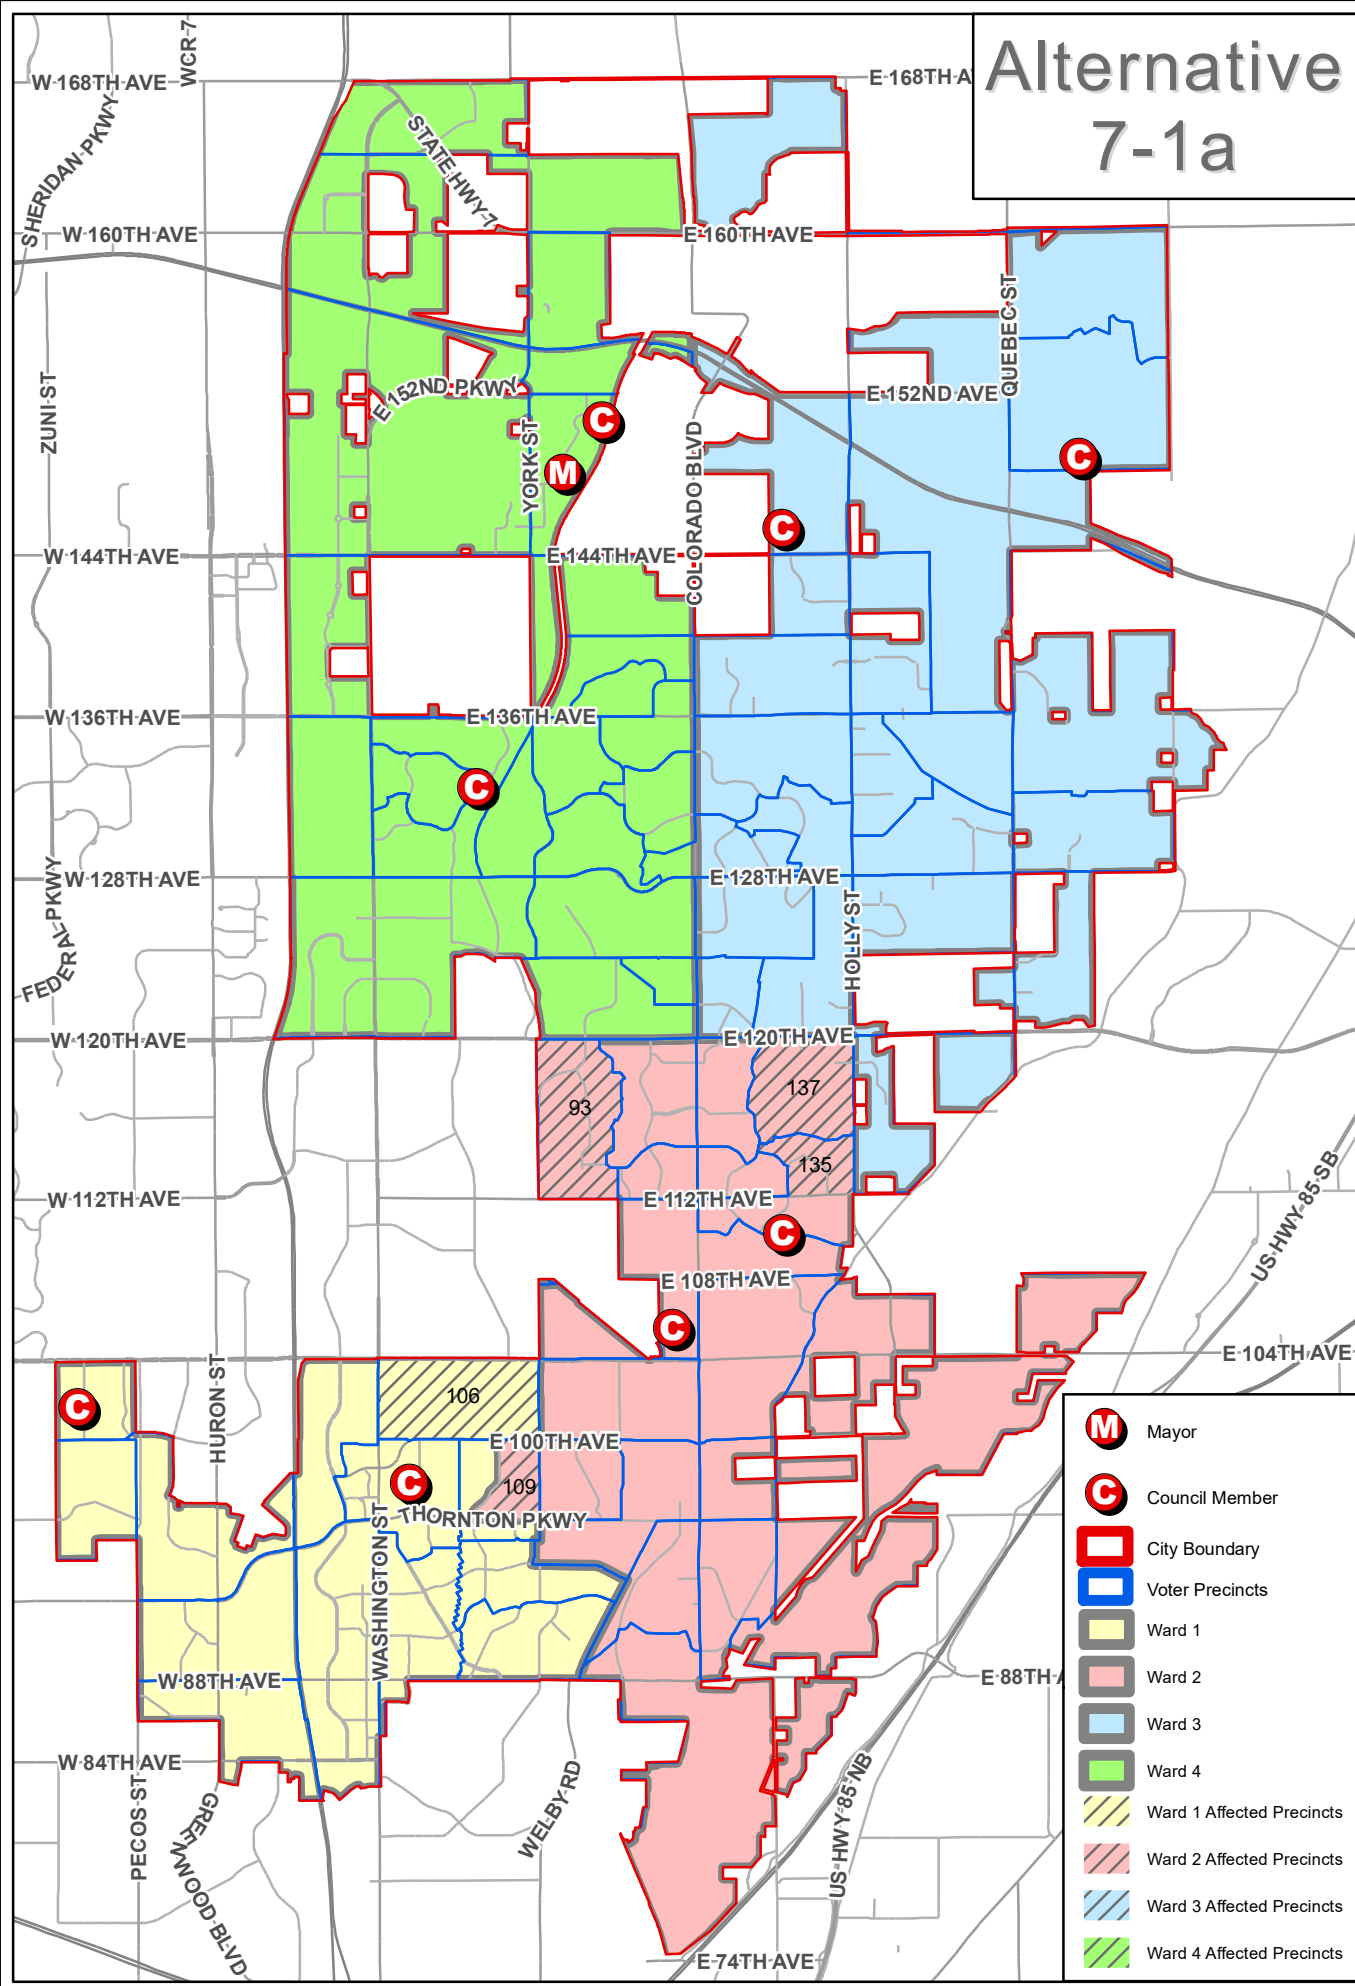 Alternative
7-1a
W 168TH AVE
WCR-7
E 168TH A
SHERIDAN PKWY
STATE HWY 7
W 160TH AVE
E 160TH AVE
QUEBEC ST
ZUNI ST
E 152ND PKWY
E 152ND AVE
C
YORK ST
M
COLORADO BLVD
C
C
W 144TH AVE
E 144TH AVE
W 136TH AVE
E 136TH AVE
C
FEDERAL PKWY
W 128TH AVE
E 128TH AVE
HOLLY ST
W 120TH AVE
E 120TH AVE
93
137
135
W 112TH AVE
E 112TH AVE
C
US HWY 85 SB
E 108TH AVE
C
E 104TH AVE
HURON ST
C
106
E 100TH AVE
C
109
WASHINGTON ST
THORNTON PKWY
W 88TH AVE
E 88TH A
W 84TH AVE
PECOS ST
GREENWOOD BLVD
WELBY RD
US HWY 85 NB
E 74TH AVE
M Mayor
C Council Member
City Boundary
Voter Precincts
Ward 1
Ward 2
Ward 3
Ward 4
Ward 1 Affected Precincts
Ward 2 Affected Precincts
Ward 3 Affected Precincts
Ward 4 Affected Precincts